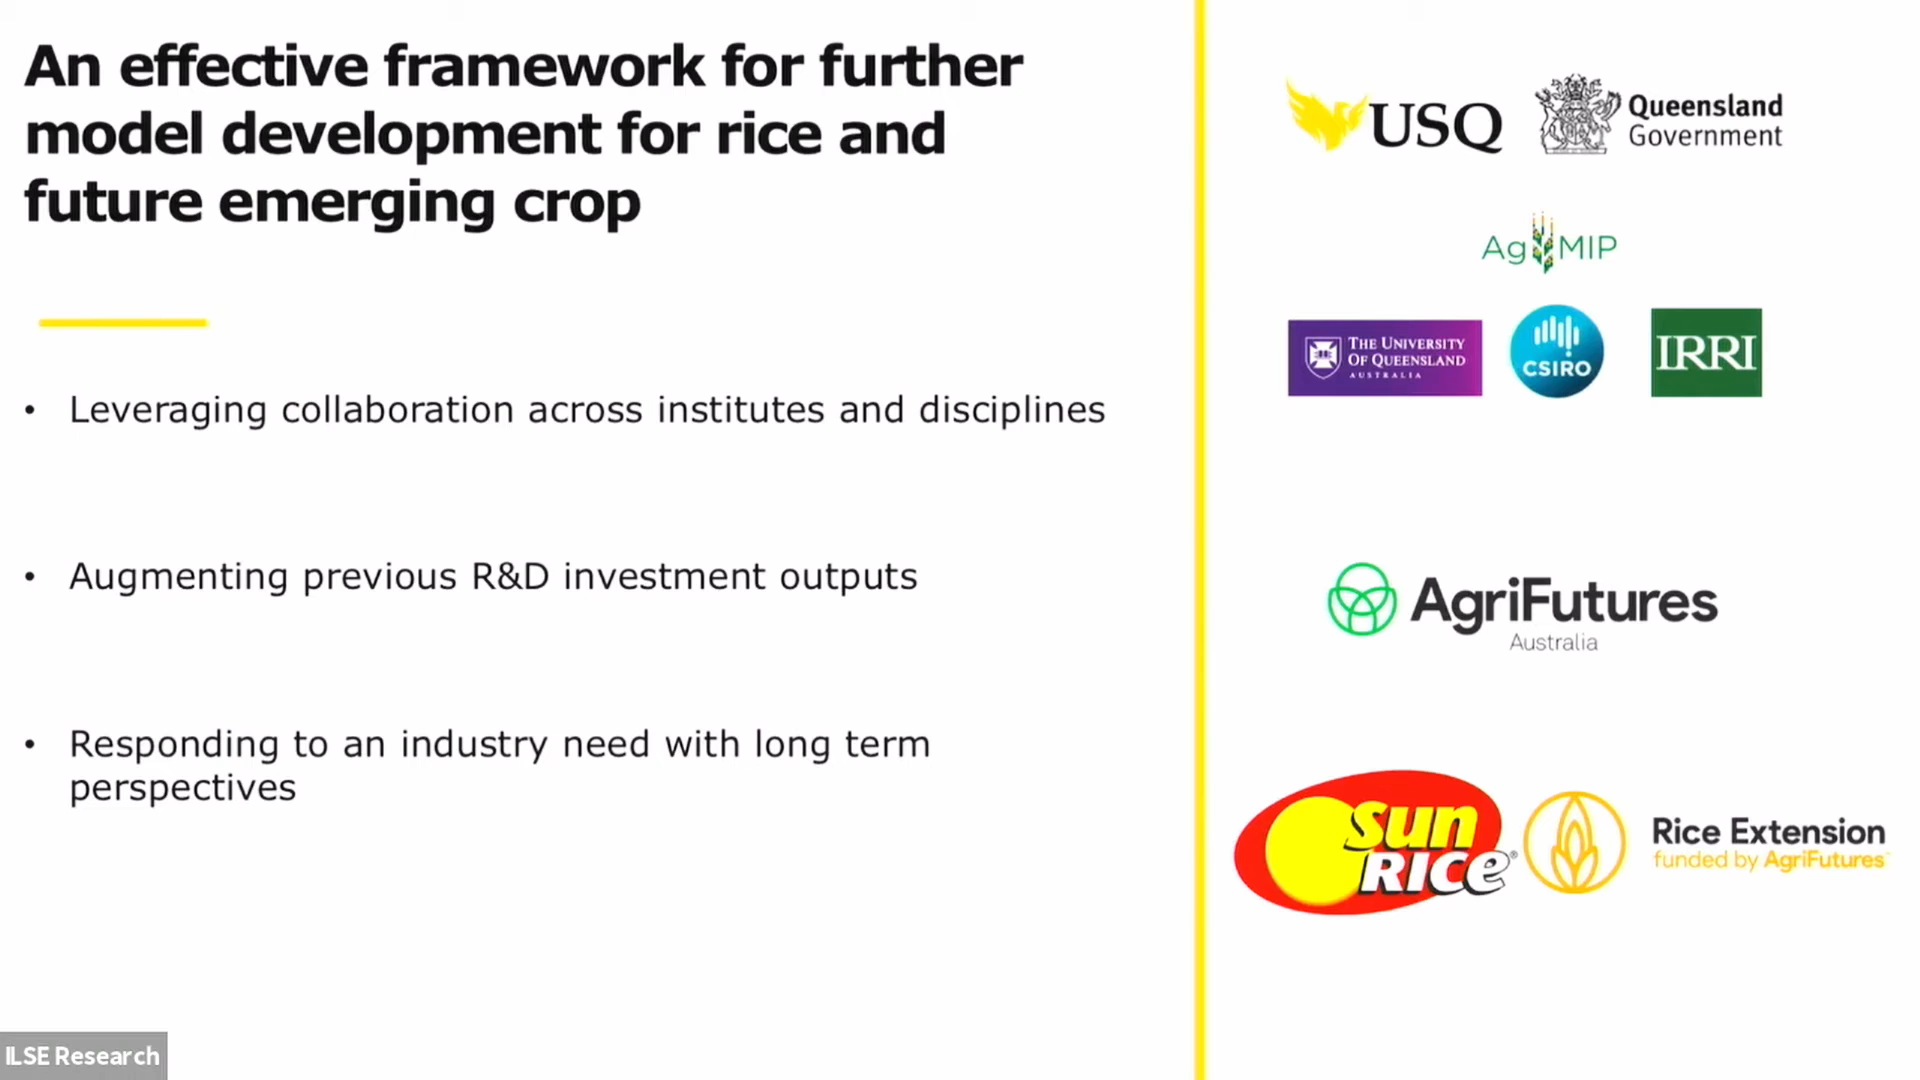 An effective framework for further
model development for rice and
future emerging crop
• Leveraging collaboration across institutes and disciplines
• Augmenting previous R&D investment outputs
• Responding to an industry need with long term
perspectives
USQ
Queensland
Government
AgMIP
THE UNIVERSITY
OF QUEENSLAND
AUSTRALIA
CSIRO
IRRI
AgriFutures
Australia
Sun
RICE®
Rice Extension
funded by AgriFutures™
ILSE Research